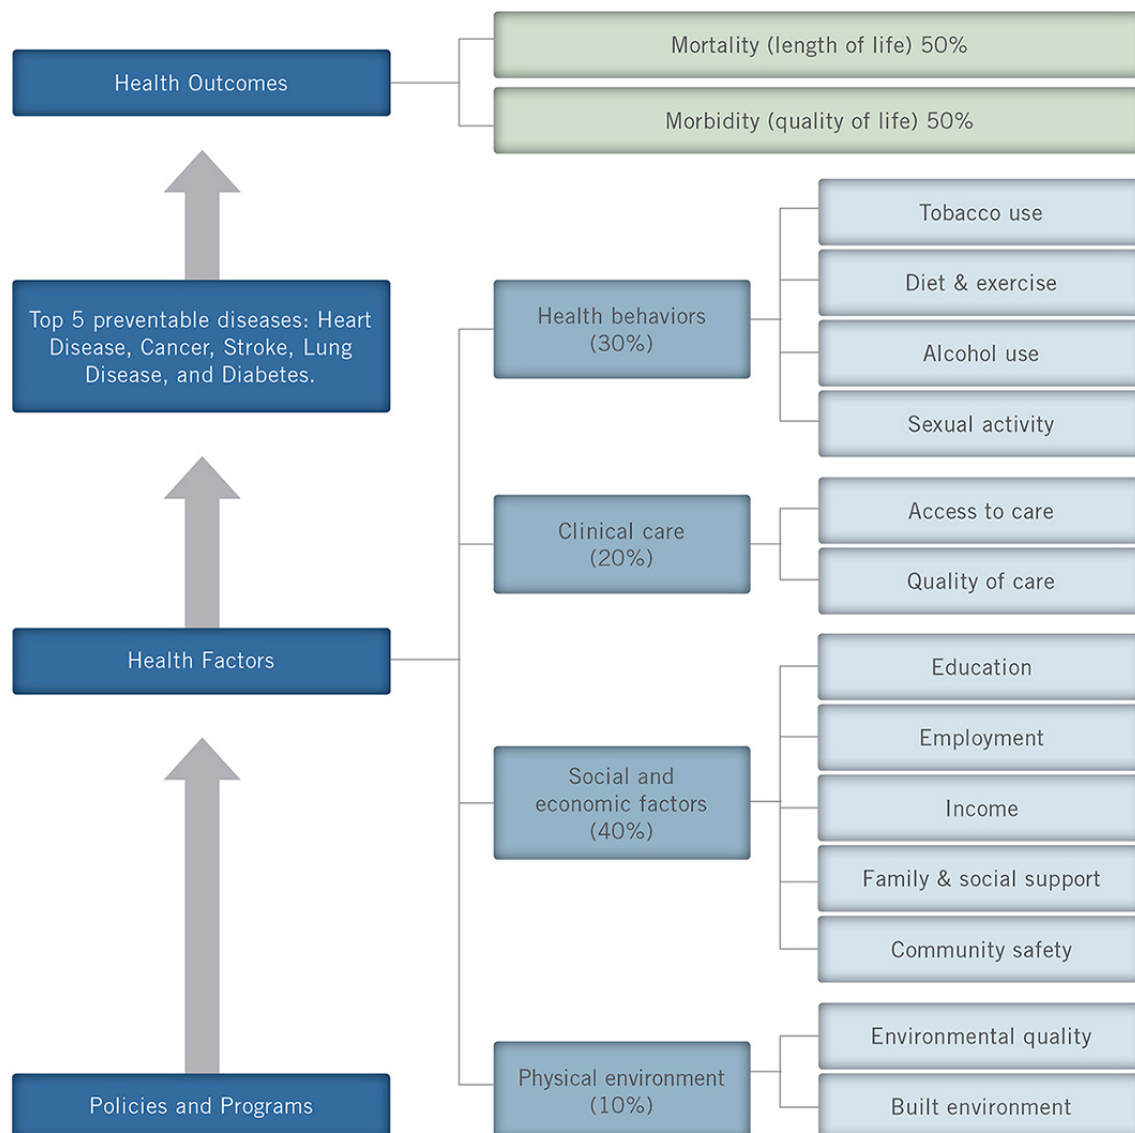 Health Outcomes
Mortality (length of life) 50%
Morbidity (quality of life) 50%
Top 5 preventable diseases: Heart
Disease, Cancer, Stroke, Lung
Disease, and Diabetes.
Health Factors
Policies and Programs
Health behaviors
(30%)
Tobacco use
Diet & exercise
Alcohol use
Sexual activity
Clinical care
(20%)
Access to care
Quality of care
Social and
economic factors
(40%)
Education
Employment
Income
Family & social support
Community safety
Physical environment
(10%)
Environmental quality
Built environment